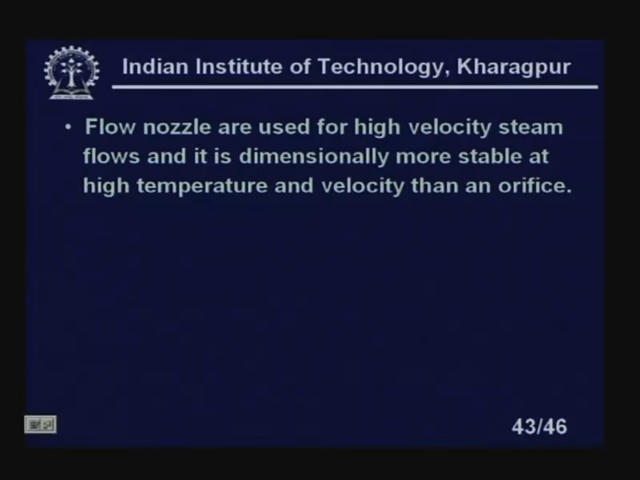 Indian Institute of Technology, Kharagpur
• Flow nozzle are used for high velocity steam
flows and it is dimensionally more stable at
high temperature and velocity than an orifice.
43/46